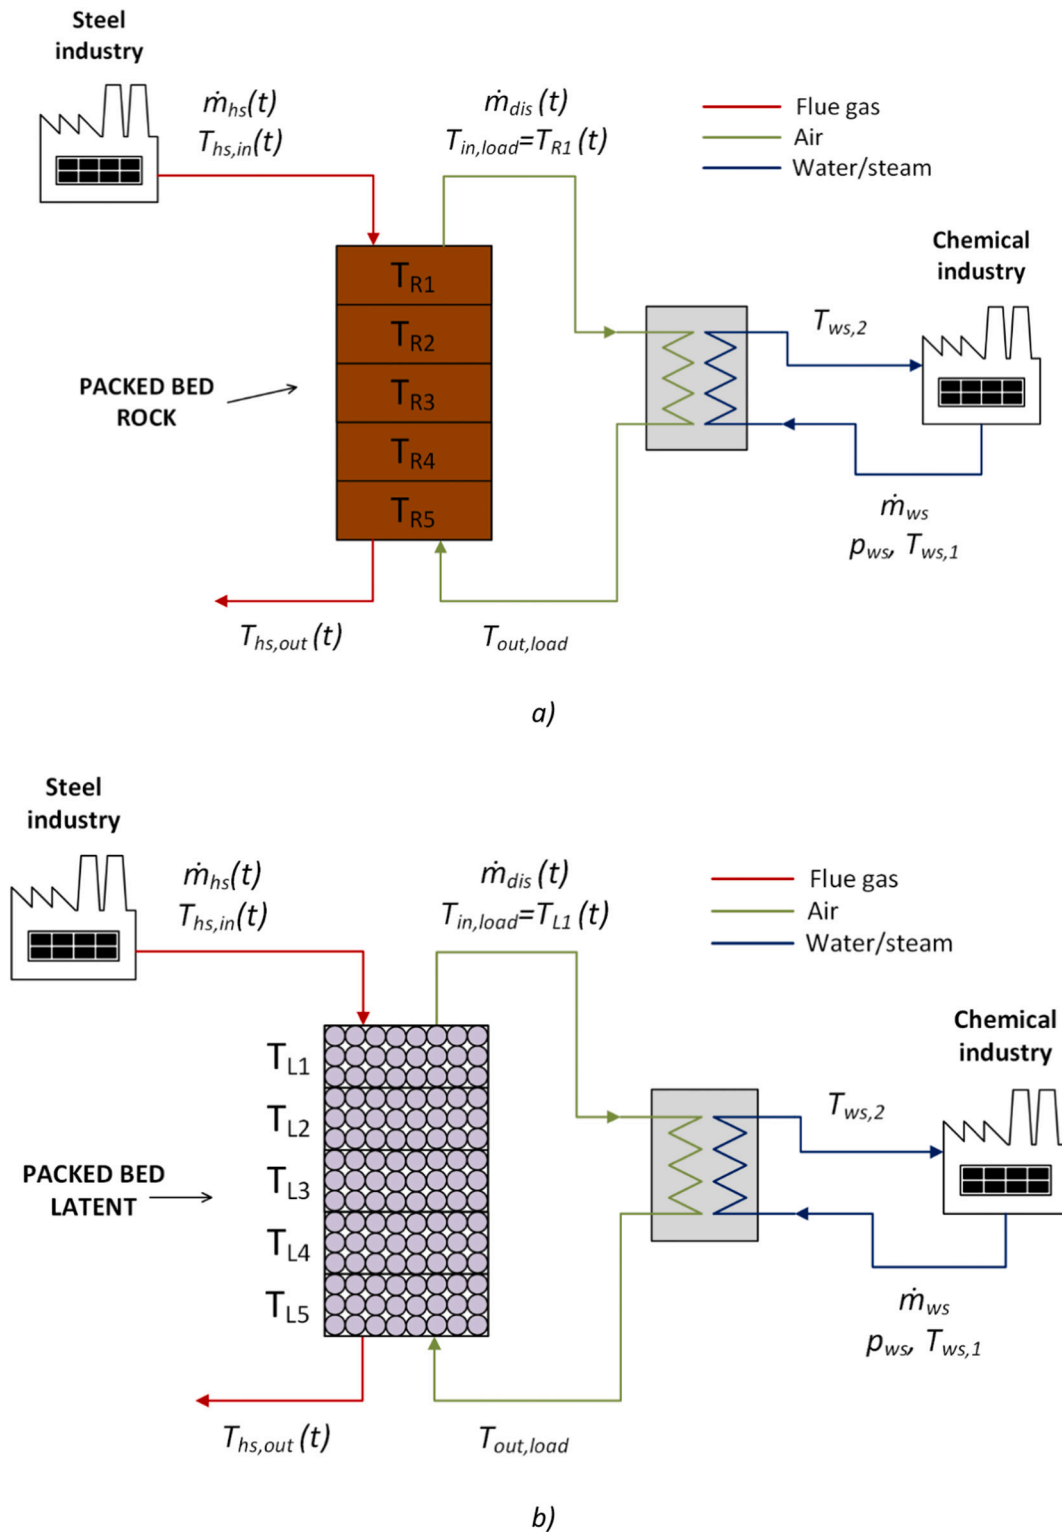 Steel
industry
ṁhs(t)
Ths,in(t)
ṁdis (t)
Tin,load=TR1 (t)
Flue gas
Air
Water/steam
Chemical
industry
TR1
TR2
TR3
TR4
TR5
PACKED BED
ROCK
Tws,2
ṁws
pws, Tws,1
Ths,out (t)
Tout,load
a)
Steel
industry
ṁhs(t)
Ths,in(t)
ṁdis (t)
Tin,load=TL1 (t)
Flue gas
Air
Water/steam
Chemical
industry
TL1
TL2
TL3
TL4
TL5
PACKED BED
LATENT
Tws,2
ṁws
pws, Tws,1
Ths,out (t)
Tout,load
b)